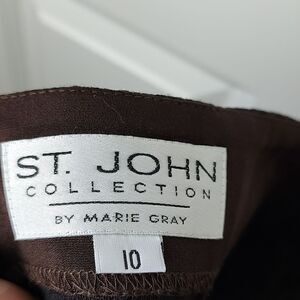 ST. JOHN
COLLECTION
BY MARIE GRAY
10